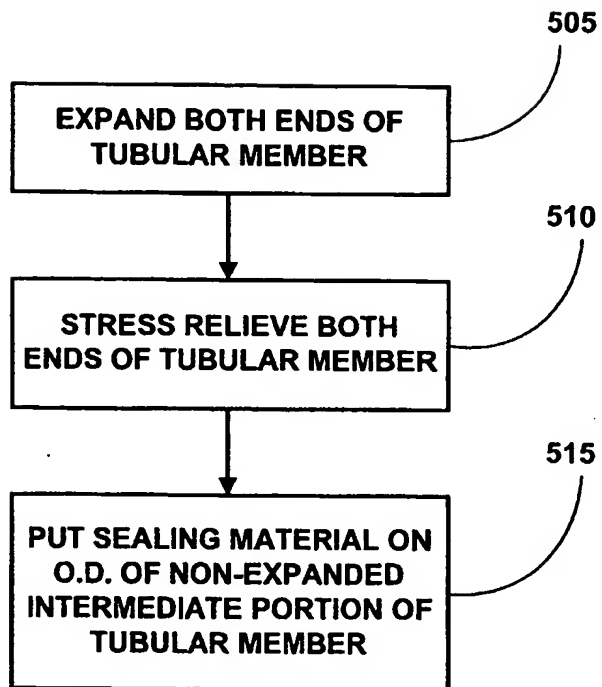 505
EXPAND BOTH ENDS OF
TUBULAR MEMBER
510
STRESS RELIEVE BOTH
ENDS OF TUBULAR MEMBER
515
PUT SEALING MATERIAL ON
O.D. OF NON-EXPANDED
INTERMEDIATE PORTION OF
TUBULAR MEMBER